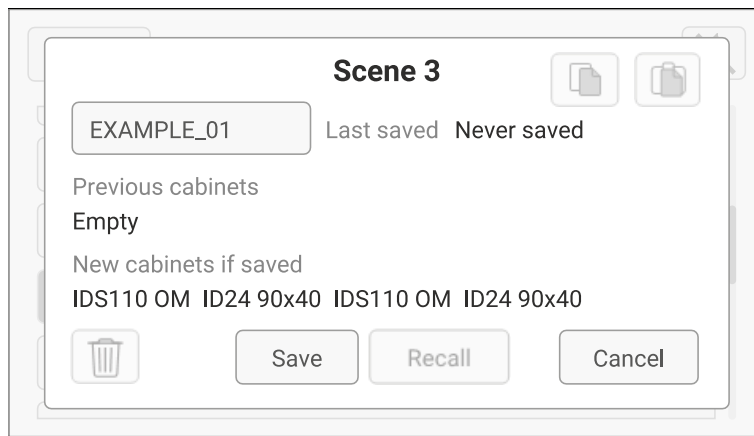 Scene 3
EXAMPLE_01 Last saved Never saved
Previous cabinets
Empty
New cabinets if saved
IDS110 OM ID24 90x40 IDS110 OM ID24 90x40
Save Recall Cancel